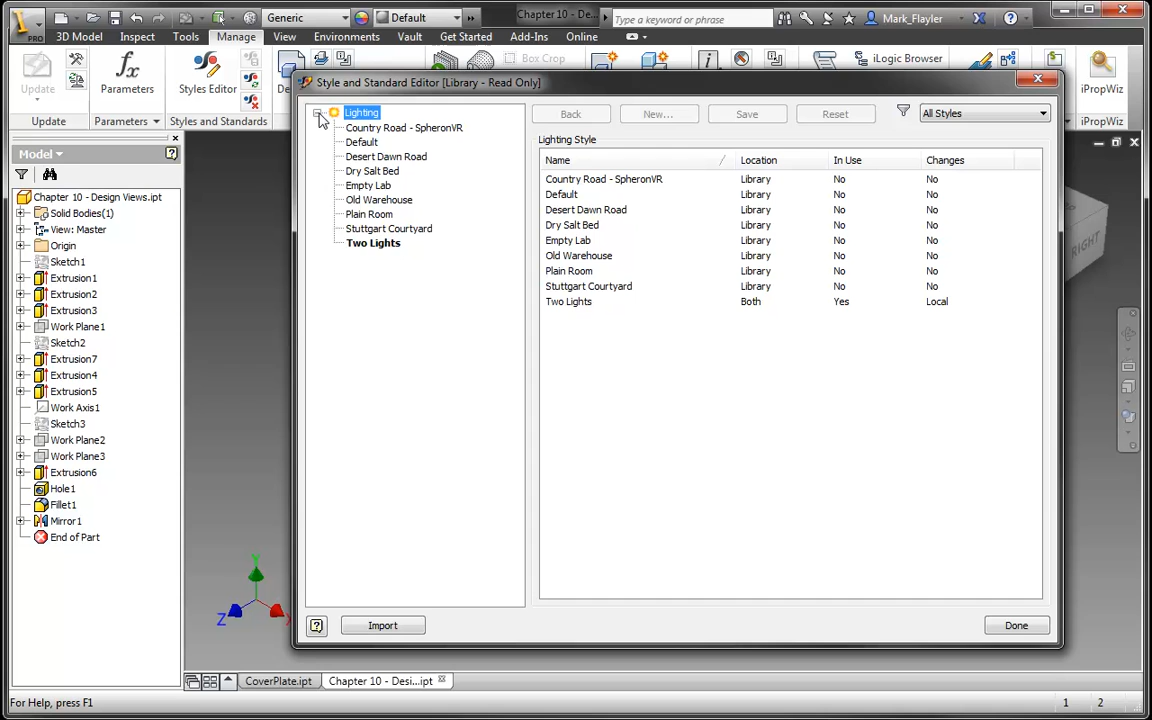 Generic
Default
Chapter 10 - De...
Type a keyword or phrase
Mark_Flayler
PRO
3D Model
Inspect
Tools
Manage
View
Environments
Vault
Get Started
Add-Ins
Online
Update
Parameters
Styles Editor
Box Crop
iLogic Browser
iPropWiz
Update
Parameters
Styles and Standards
iPropWiz
Style and Standard Editor [Library - Read Only]
Model
Chapter 10 - Design Views.ipt
Solid Bodies(1)
View: Master
Origin
Sketch1
Extrusion1
Extrusion2
Extrusion3
Work Plane1
Sketch2
Extrusion7
Extrusion4
Extrusion5
Work Axis1
Sketch3
Work Plane2
Work Plane3
Extrusion6
Hole1
Fillet1
Mirror1
End of Part
Lighting
Country Road - SpheronVR
Default
Desert Dawn Road
Dry Salt Bed
Empty Lab
Old Warehouse
Plain Room
Stuttgart Courtyard
Two Lights
Back
New...
Save
Reset
All Styles
Lighting Style
Name Location In Use Changes
Country Road - SpheronVR Library No No
Default Library No No
Desert Dawn Road Library No No
Dry Salt Bed Library No No
Empty Lab Library No No
Old Warehouse Library No No
Plain Room Library No No
Stuttgart Courtyard Library No No
Two Lights Both Yes Local
Import
Done
RIGHT
Y
Z
CoverPlate.ipt
Chapter 10 - Desi...ipt
For Help, press F1
1
2